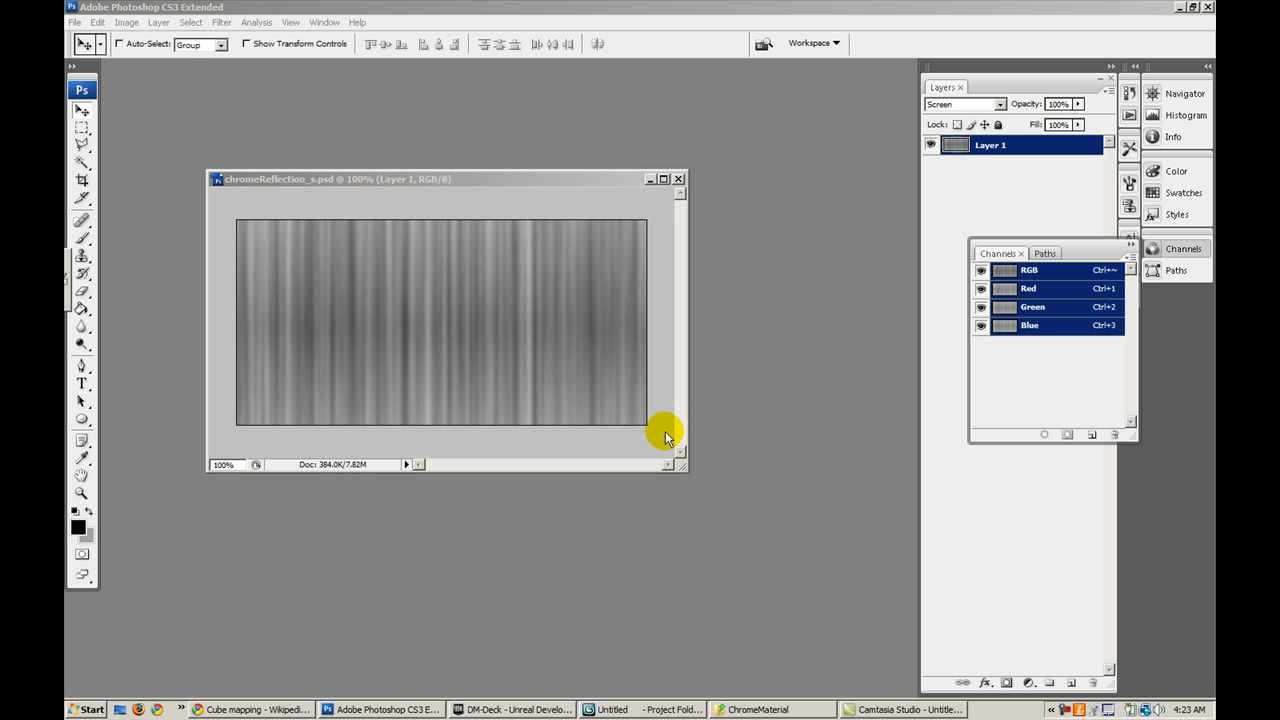 Adobe Photoshop CS3 Extended
File Edit Image Layer Select Filter Analysis View Window Help
Auto-Select: Group Show Transform Controls Workspace
Ps
Layers
Screen Opacity: 100%
Lock: Fill: 100%
Layer 1
Navigator
Histogram
Info
Color
Swatches
Styles
Channels
Paths
chromeReflection_s.psd @ 100% (Layer 1, RGB/8)
Channels Paths
RGB Ctrl+~
Red Ctrl+1
Green Ctrl+2
Blue Ctrl+3
100% Doc: 384.0K/7.82M
T
Start Cube mapping - Wikipedi... Adobe Photoshop CS3 E... DM-Deck - Unreal Develo... Untitled - Project Fold... ChromeMaterial Camtasia Studio - Untitle... 4:23 AM